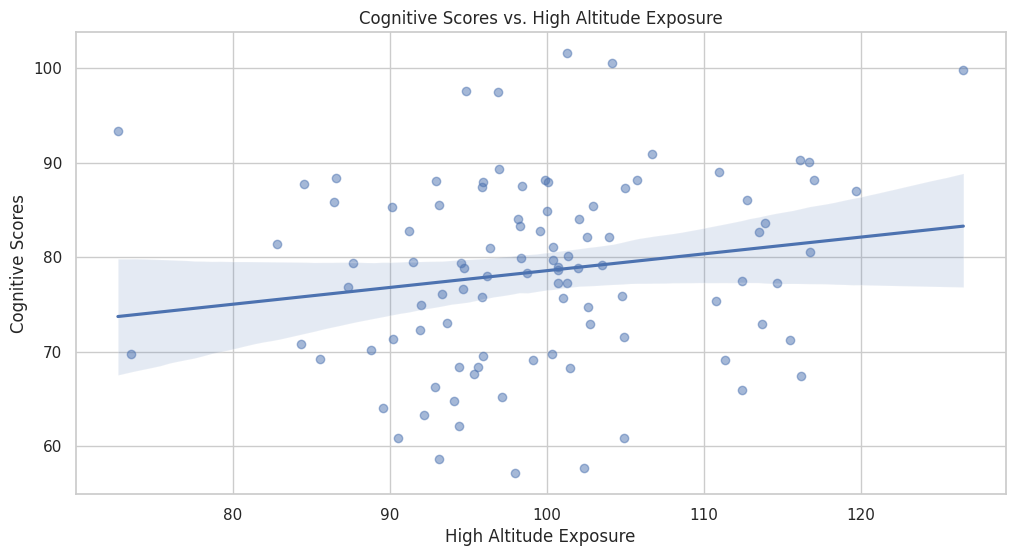 Cognitive Scores vs. High Altitude Exposure
100
90
80
70
60
Cognitive Scores
80 90 100 110 120
High Altitude Exposure